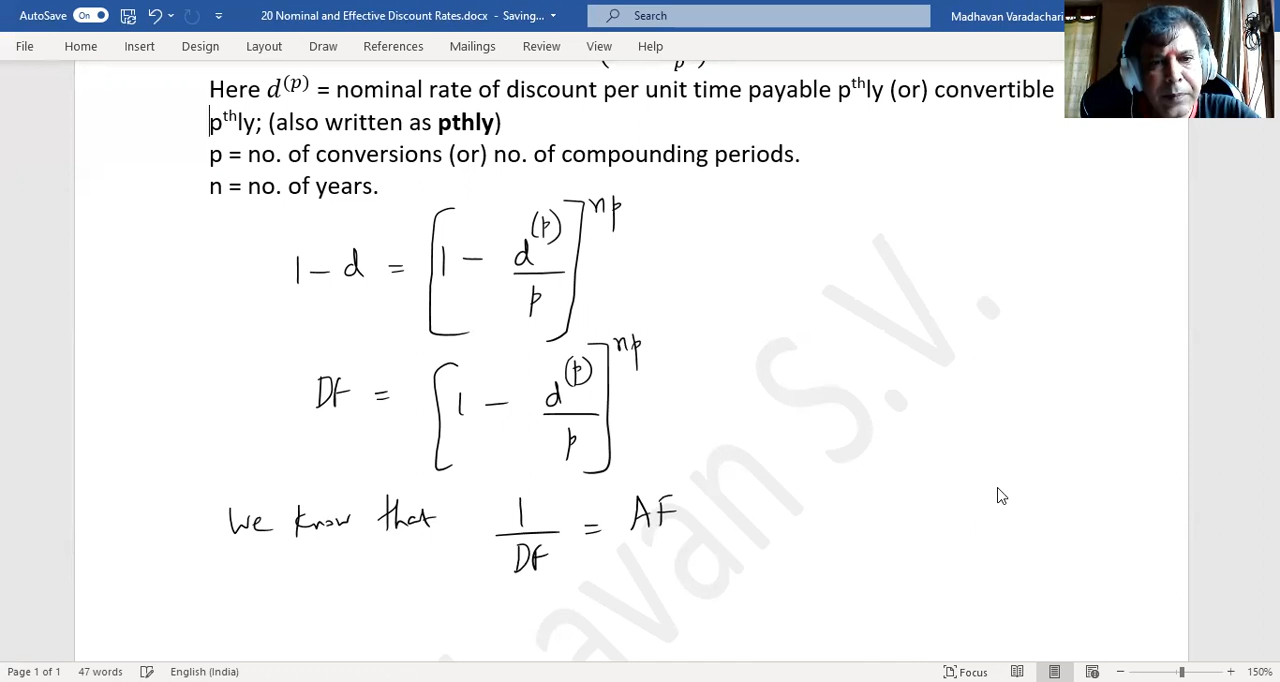 AutoSave On 20 Nominal and Effective Discount Rates.docx - Saving... Search Madhavan Varadachari
File Home Insert Design Layout References Mailings Review View Help
p
Here d^(p) = nominal rate of discount per unit time payable p^th ly (or) convertible
p^th ly; (also written as pthly)
p = no. of conversions (or) no. of compounding periods.
n = no. of years.
1 - d = [1 - d^(p)/p]^np
DF = [1 - d^(p)/p]^np
We know that 1/DF = AF
avan S.V.
Page 1 of 1 47 words English (India) Focus 150%